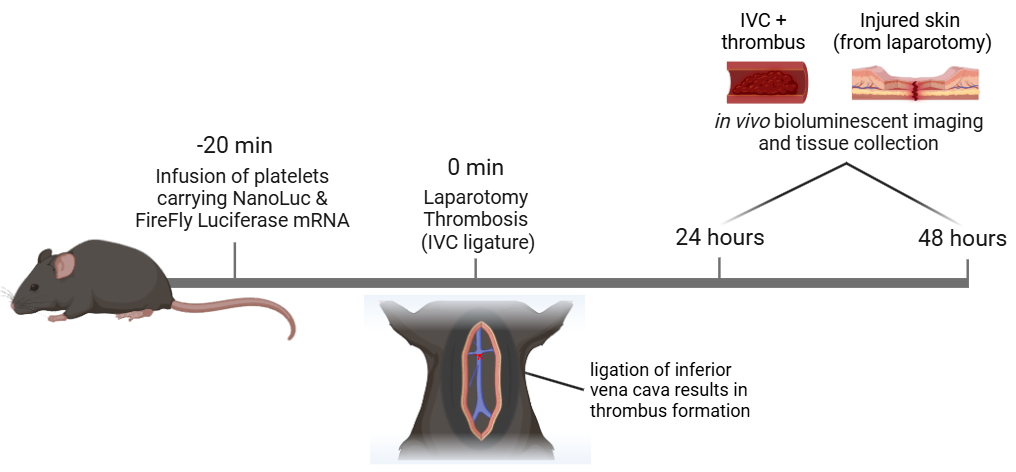 IVC +
thrombus
Injured skin
(from laparotomy)
in vivo bioluminescent imaging
and tissue collection
-20 min
Infusion of platelets
carrying NanoLuc &
FireFly Luciferase mRNA
0 min
Laparotomy
Thrombosis
(IVC ligature)
24 hours
48 hours
ligation of inferior
vena cava results in
thrombus formation